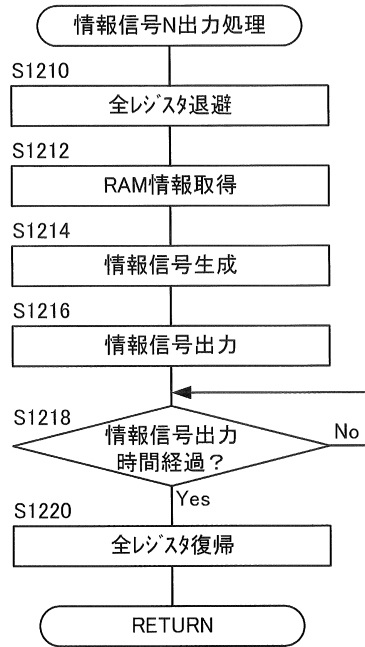 情報信号N出力処理
S1210
全ﾚｼﾞｽﾀ退避
S1212
RAM情報取得
S1214
情報信号生成
S1216
情報信号出力
S1218
情報信号出力
時間経過？
No
Yes
S1220
全ﾚｼﾞｽﾀ復帰
RETURN